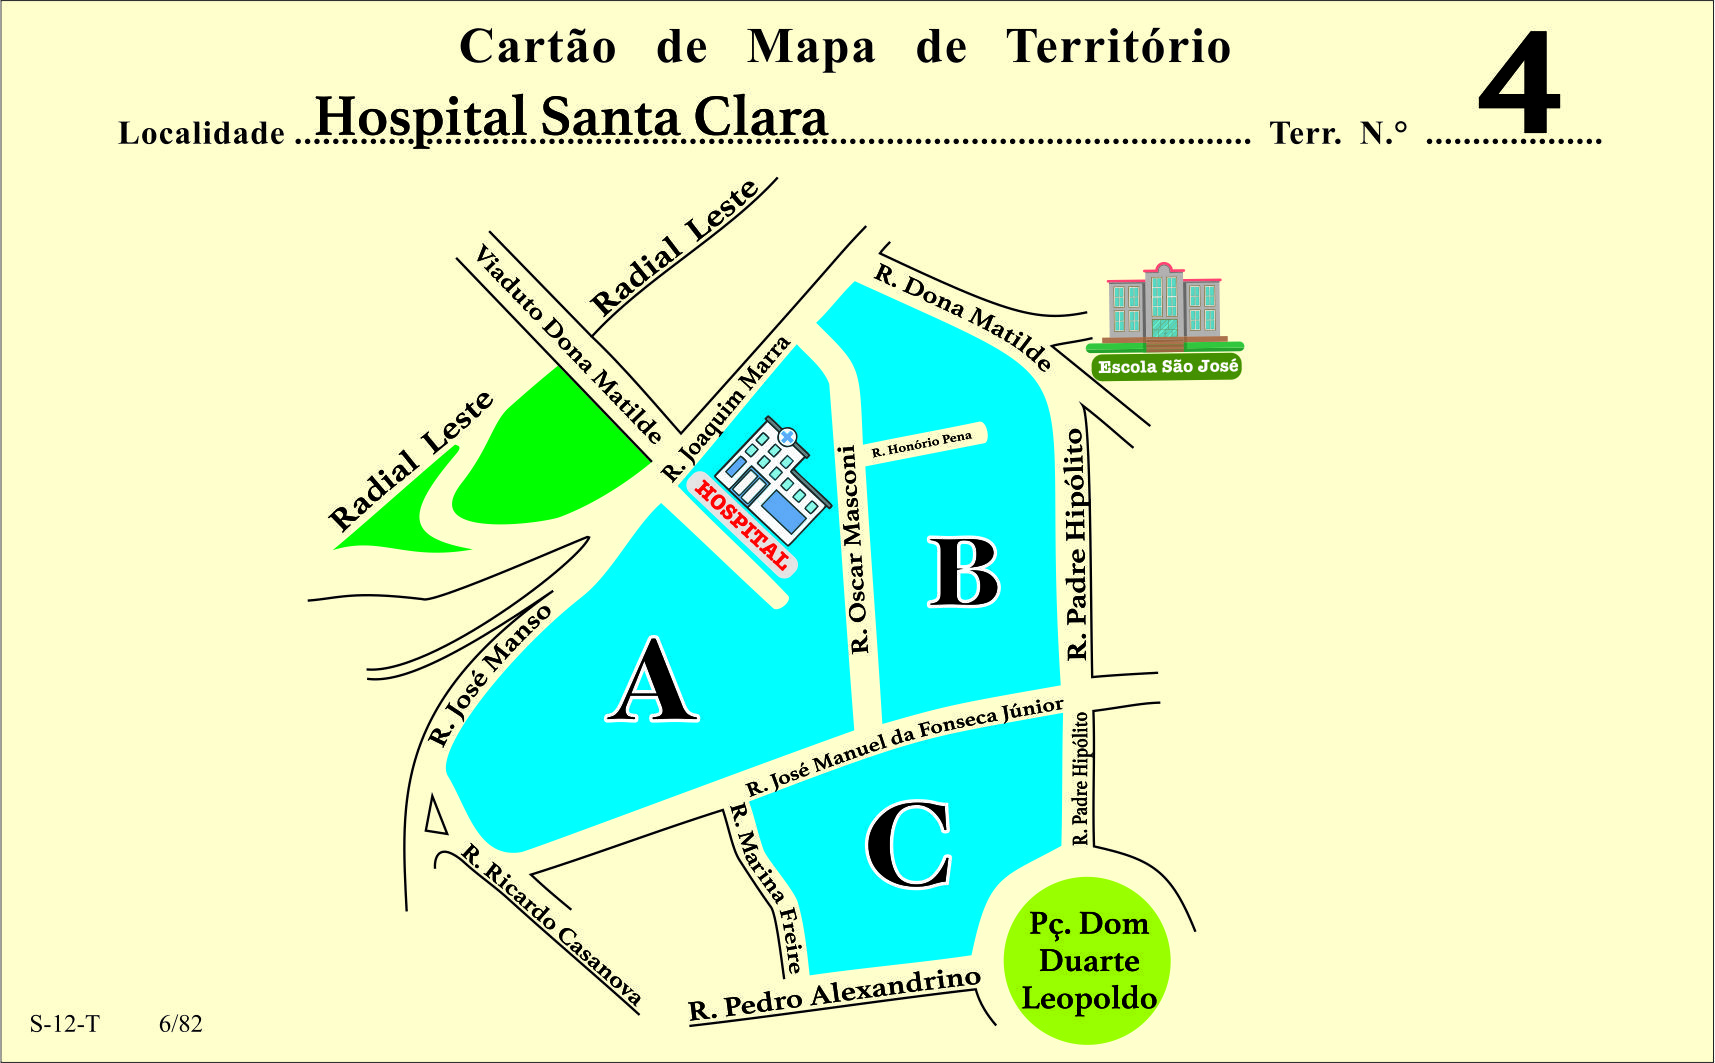 Cartão de Mapa de Território
4
Localidade Hospital Santa Clara Terr. N.°
Radial Leste
Viaduto Dona Matilde
R. Dona Matilde
Escola São José
R. Joaquim Marra
Radial Leste
R. Honório Pena
HOSPITAL
R. Oscar Masconi
R. Padre Hipólito
B
A
R. José Manso
R. José Manuel da Fonseca Júnior
R. Padre Hipólito
R. Marina Freire
C
R. Ricardo Casanova
Pç. Dom
Duarte
Leopoldo
R. Pedro Alexandrino
S-12-T 6/82